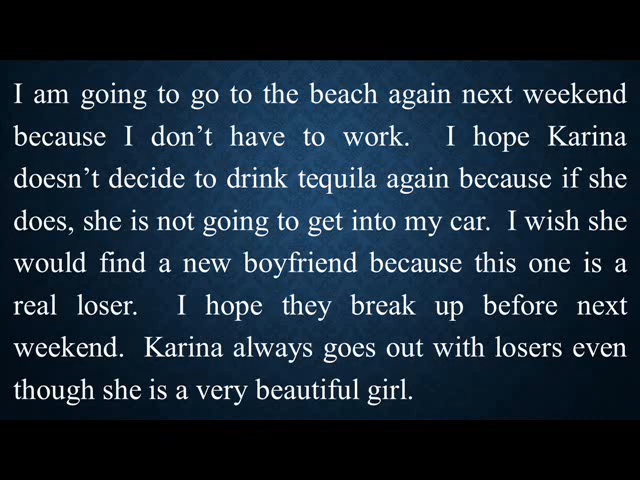 I am going to go to the beach again next weekend
because I don’t have to work.  I hope Karina
doesn’t decide to drink tequila again because if she
does, she is not going to get into my car.  I wish she
would find a new boyfriend because this one is a
real loser.  I hope they break up before next
weekend.  Karina always goes out with losers even
though she is a very beautiful girl.